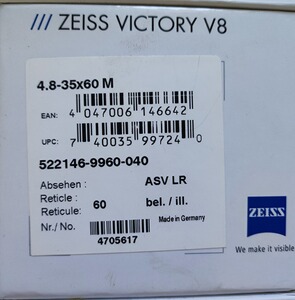 /// ZEISS VICTORY V8
4.8-35x60 M
EAN: 4 047006 146642
UPC: 7 40035 99724 0
522146-9960-040
Absehen: ASV LR
Reticle: 60 bel. / ill.
Reticule:
Nr./ No. Made in Germany
4705617
ZEISS
We make it visible